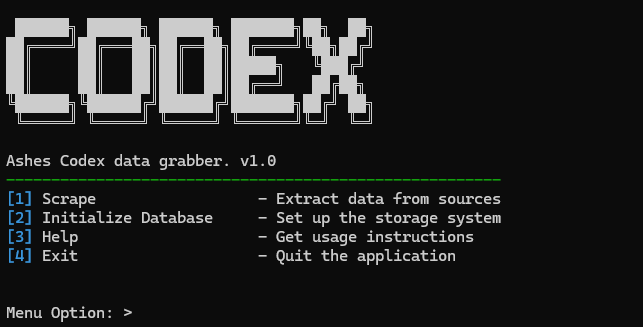 CODEX
Ashes Codex data grabber. v1.0
-------------------------------------------------------
[1] Scrape                  - Extract data from sources
[2] Initialize Database     - Set up the storage system
[3] Help                    - Get usage instructions
[4] Exit                    - Quit the application
Menu Option: >